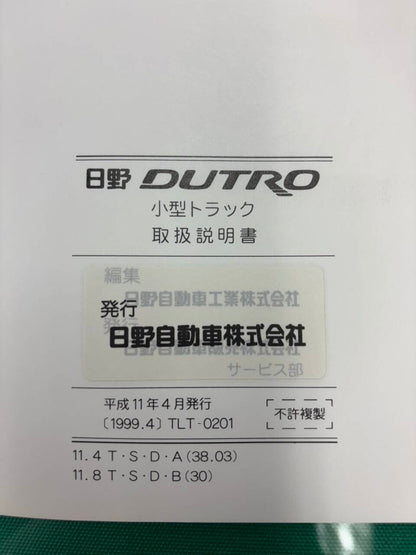 日野 DUTRO
小型トラック
取扱説明書
編集
日野自動車工業株式会社
発行
日野自動車株式会社
サービス部
平成11年4月発行
〔1999.4〕TLT-0201
不許複製
11.4 T・S・D・A(38.03)
11.8 T・S・D・B(30)